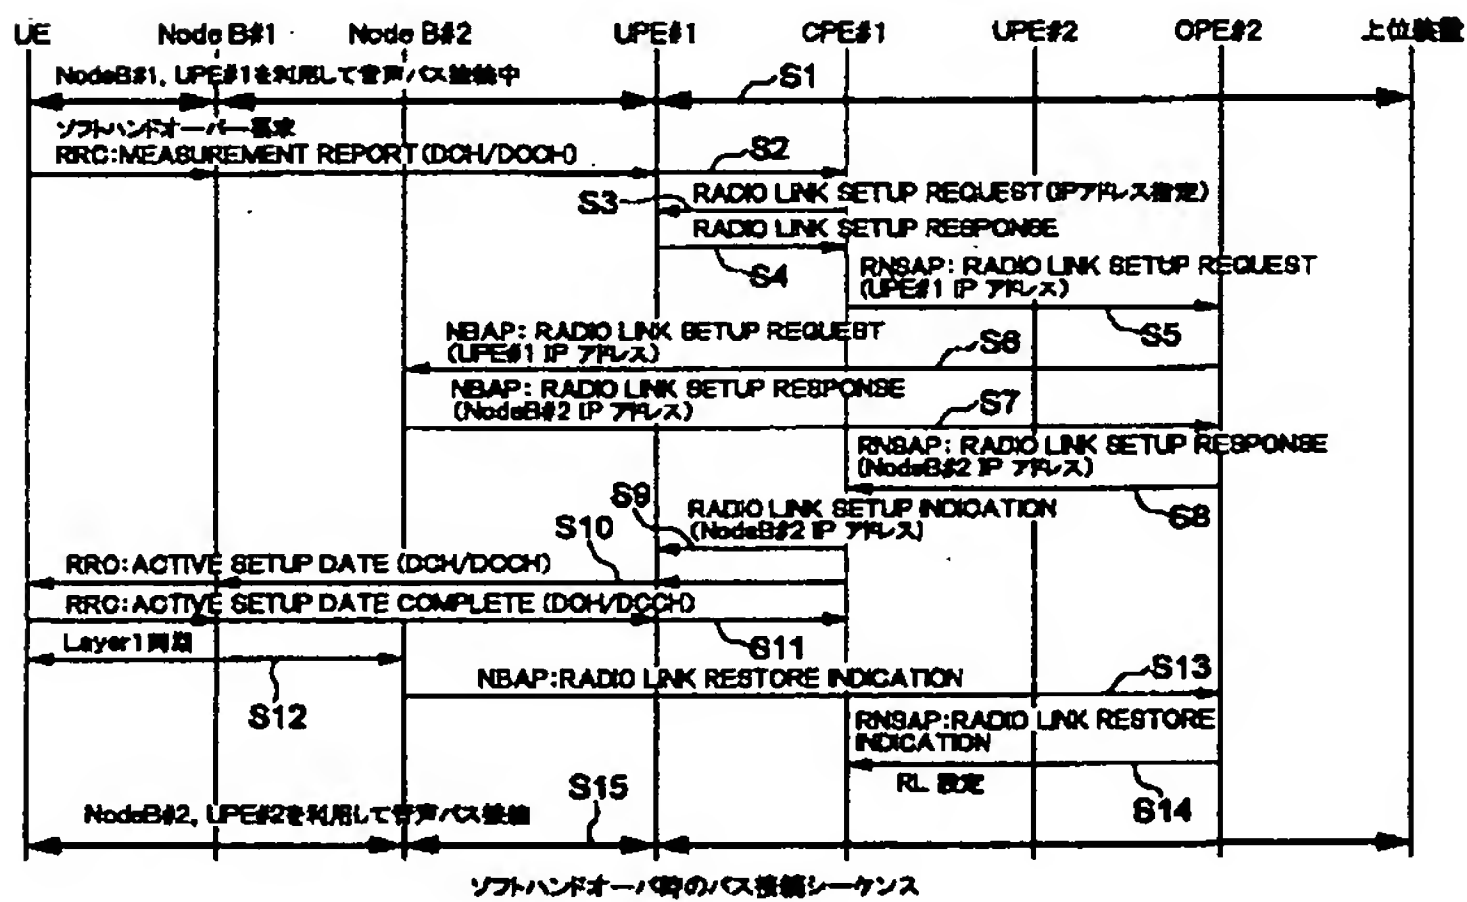 UE Node B#1 Node B#2 UPE#1 CPE#1 UPE#2 CPE#2 上位装置
NodeB#1, UPE#1を利用して音声パス接続中
S1
ソフトハンドオーバー要求
RRC:MEASUREMENT REPORT(DCH/DCCH)
S2
RADIO LINK SETUP REQUEST(IPアドレス指定)
S3
RADIO LINK SETUP RESPONSE
S4
RNSAP: RADIO LINK SETUP REQUEST
(UPE#1 IP アドレス)
S5
NBAP: RADIO LINK SETUP REQUEST
(UPE#1 IP アドレス)
S6
NBAP: RADIO LINK SETUP RESPONSE
(NodeB#2 IP アドレス)
S7
RNSAP: RADIO LINK SETUP RESPONSE
(NodeB#2 IP アドレス)
S8
S9
RADIO LINK SETUP INDICATION
(NodeB#2 IP アドレス)
S10
RRC:ACTIVE SETUP DATE (DCH/DCCH)
RRC:ACTIVE SETUP DATE COMPLETE (DCH/DCCH)
S11
Layer1同期
S12
NBAP:RADIO LINK RESTORE INDICATION
S13
RNSAP:RADIO LINK RESTORE
INDICATION
S14
RL 設定
S15
NodeB#2, UPE#2を利用して音声パス接続
ソフトハンドオーバ時のパス接続シーケンス